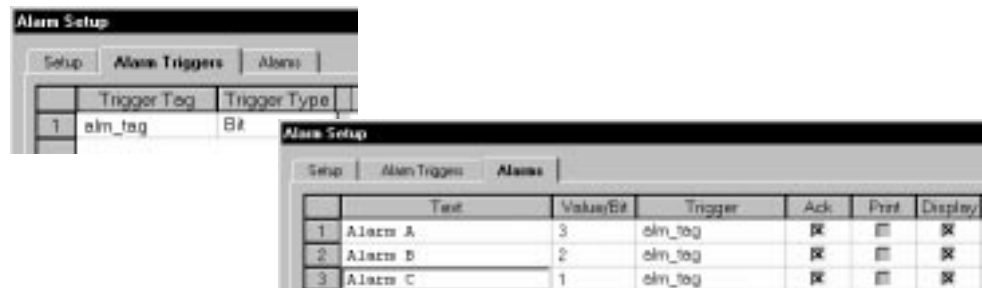 Alarm Setup
Setup Alarm Triggers Alarms
Trigger Tag Trigger Type
1 alm_tag Bit
Alarm Setup
Setup Alarm Triggers Alarms
Text Value/Bit Trigger Ack Print Display
1 Alarm A 3 alm_tag
2 Alarm B 2 alm_tag
3 Alarm C 1 alm_tag